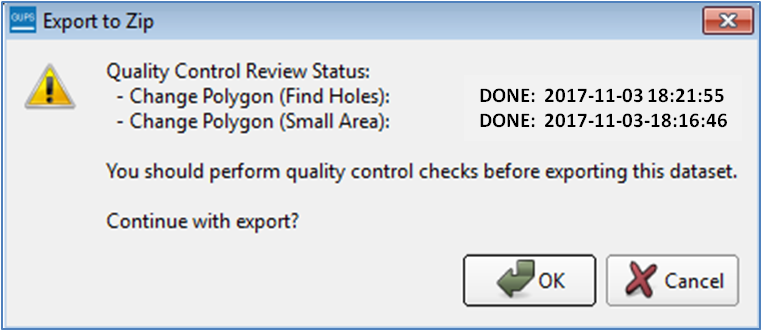 GUPS Export to Zip
Quality Control Review Status:
- Change Polygon (Find Holes): DONE: 2017-11-03 18:21:55
- Change Polygon (Small Area): DONE: 2017-11-03-18:16:46
You should perform quality control checks before exporting this dataset.
Continue with export?
OK Cancel